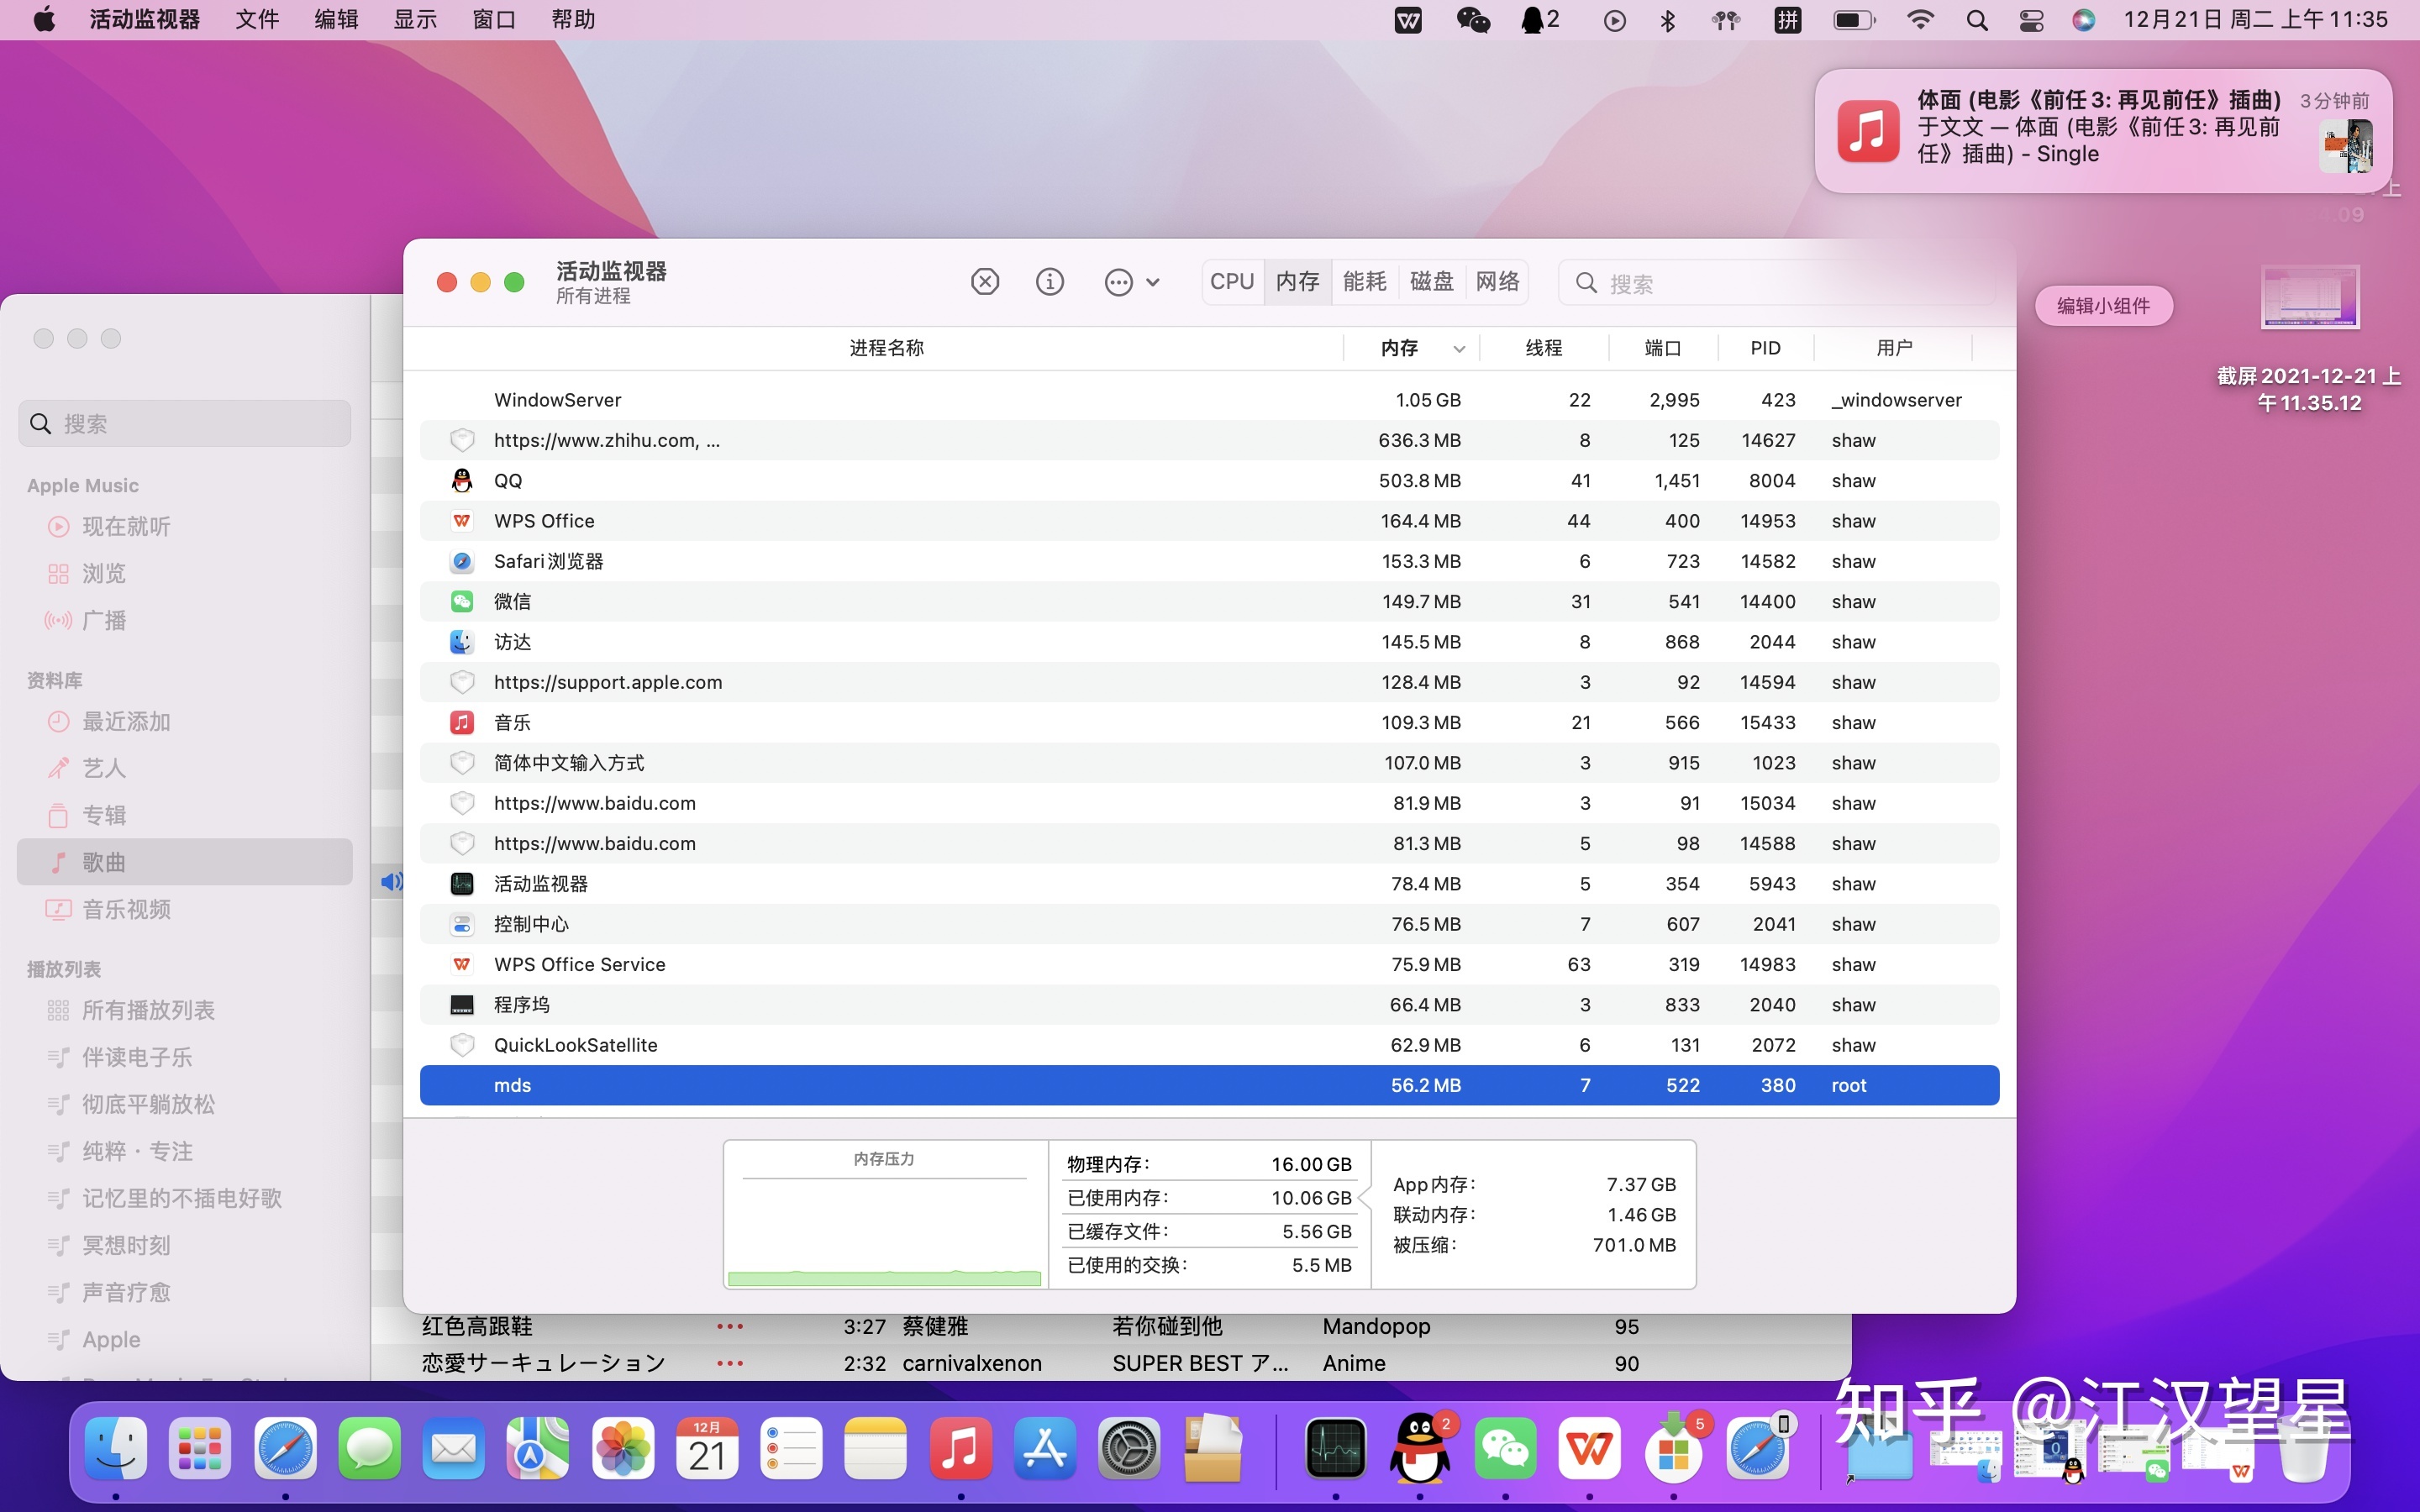 活动监视器 文件 编辑 显示 窗口 帮助
2 拼 12月21日 周二 上午 11:35
体面 (电影《前任3: 再见前任》插曲) 3分钟前
于文文 — 体面 (电影《前任3: 再见前
任》插曲) - Single
上
.09
编辑小组件
截屏2021-12-21 上
午11.35.12
搜索
Apple Music
现在就听
浏览
广播
资料库
最近添加
艺人
专辑
歌曲
音乐视频
播放列表
所有播放列表
伴读电子乐
彻底平躺放松
纯粹・专注
记忆里的不插电好歌
冥想时刻
声音疗愈
Apple
活动监视器
所有进程
CPU 内存 能耗 磁盘 网络 搜索
进程名称 内存 线程 端口 PID 用户
WindowServer 1.05 GB 22 2,995 423 _windowserver
https://www.zhihu.com, ... 636.3 MB 8 125 14627 shaw
QQ 503.8 MB 41 1,451 8004 shaw
WPS Office 164.4 MB 44 400 14953 shaw
Safari浏览器 153.3 MB 6 723 14582 shaw
微信 149.7 MB 31 541 14400 shaw
访达 145.5 MB 8 868 2044 shaw
https://support.apple.com 128.4 MB 3 92 14594 shaw
音乐 109.3 MB 21 566 15433 shaw
简体中文输入方式 107.0 MB 3 915 1023 shaw
https://www.baidu.com 81.9 MB 3 91 15034 shaw
https://www.baidu.com 81.3 MB 5 98 14588 shaw
活动监视器 78.4 MB 5 354 5943 shaw
控制中心 76.5 MB 7 607 2041 shaw
WPS Office Service 75.9 MB 63 319 14983 shaw
程序坞 66.4 MB 3 833 2040 shaw
QuickLookSatellite 62.9 MB 6 131 2072 shaw
mds 56.2 MB 7 522 380 root
内存压力
物理内存: 16.00 GB
已使用内存: 10.06 GB
已缓存文件: 5.56 GB
已使用的交换: 5.5 MB
App内存: 7.37 GB
联动内存: 1.46 GB
被压缩: 701.0 MB
红色高跟鞋 ••• 3:27 蔡健雅 若你碰到他 Mandopop 95
恋愛サーキュレーション ••• 2:32 carnivalxenon SUPER BEST ア... Anime 90
12月
21
2
5
知乎 @江汉望星